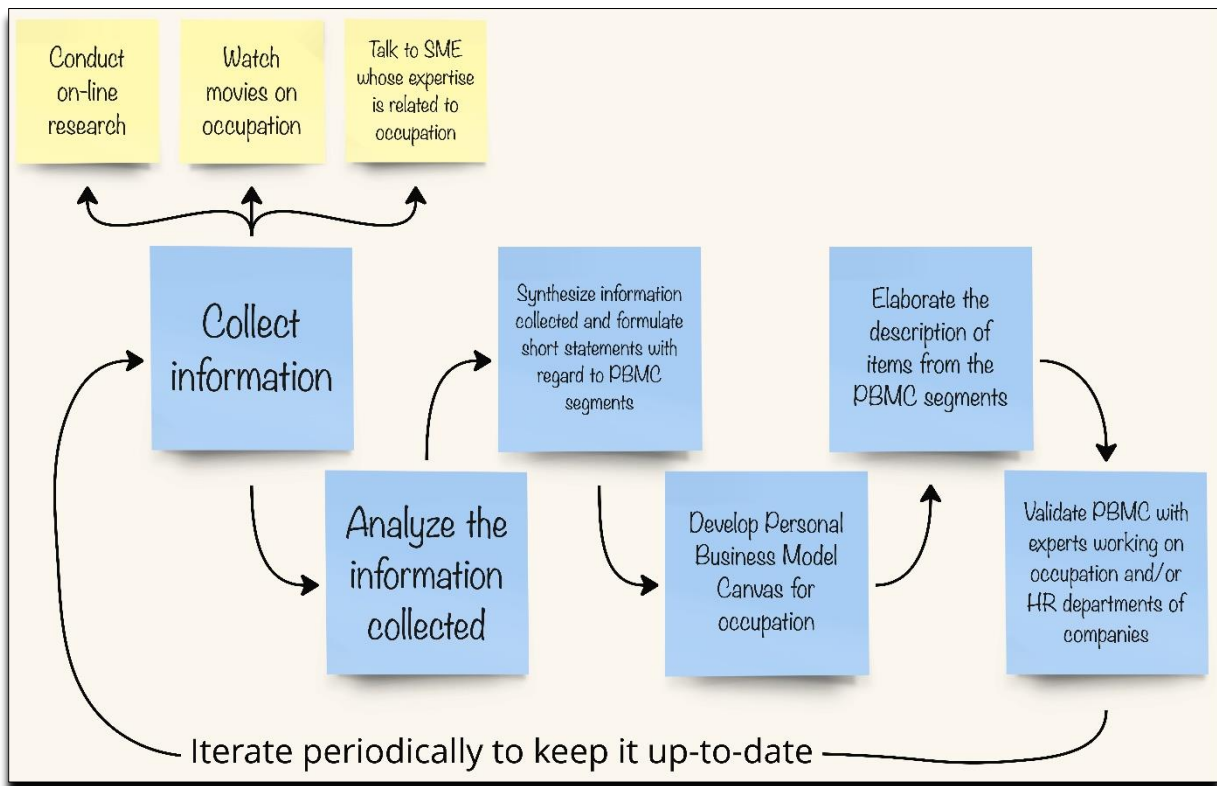 Conduct
on-line
research
Watch
movies on
occupation
Talk to SME
whose expertise
is related to
occupation
Collect
information
Analyze the
information
collected
Synthesize information
collected and formulate
short statements with
regard to PBMC
segments
Develop Personal
Business Model
Canvas for
occupation
Elaborate the
description of
items from the
PBMC segments
Validate PBMC with
experts working on
occupation and/or
HR departments of
companies
Iterate periodically to keep it up-to-date